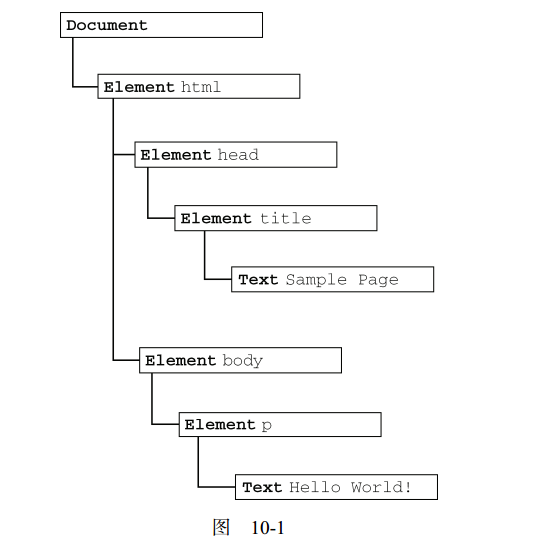 Document
Element html
Element head
Element title
Text Sample Page
Element body
Element p
Text Hello World!
图 10-1